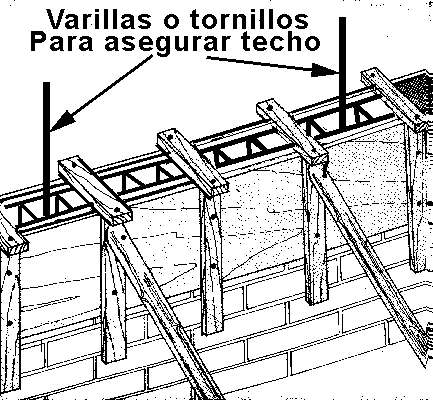 Varillas o tornillos
Para asegurar techo